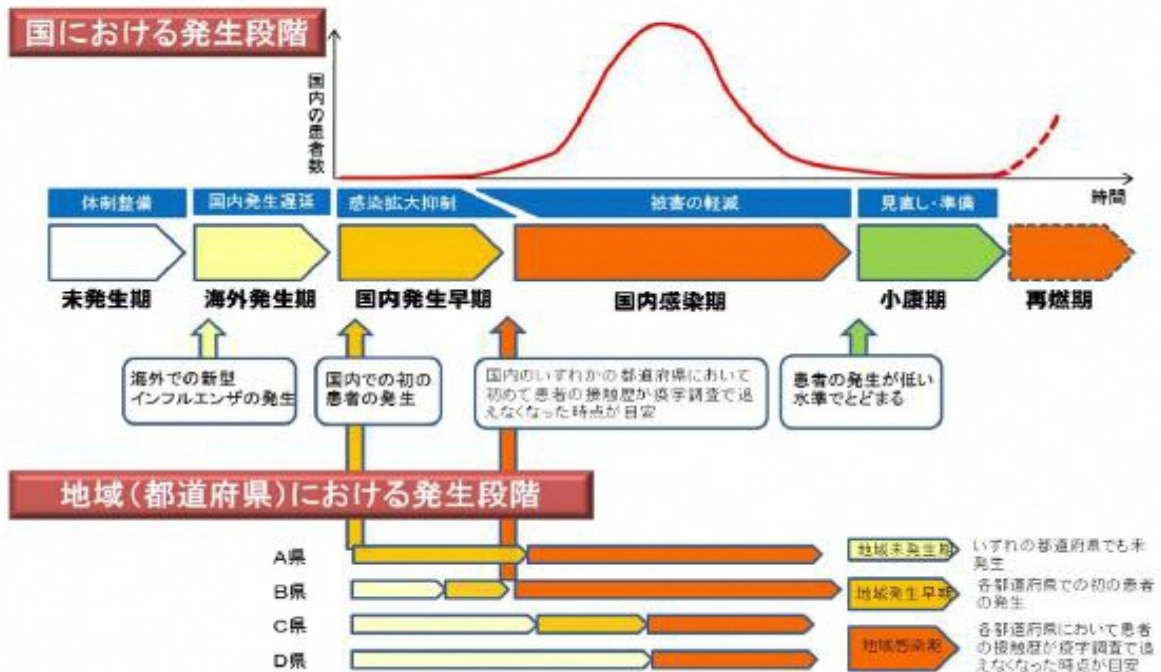 国における発生段階
国内の患者数
時間
体制整備
国内発生遅延
感染拡大抑制
被害の軽減
見直し・準備
未発生期
海外発生期
国内発生早期
国内感染期
小康期
再燃期
海外での新型
インフルエンザの発生
国内での初の
患者の発生
国内のいずれかの都道府県において
初めて患者の接触歴が疫学調査で追
えなくなった時点が目安
患者の発生が低い
水準でとどまる
地域（都道府県）における発生段階
A県
B県
C県
D県
地域未発生期
いずれの都道府県でも未
発生
地域発生早期
各都道府県での初の患者
の発生
地域感染期
各都道府県において患者
の接触歴が疫学調査で追
えなくなった時点が目安